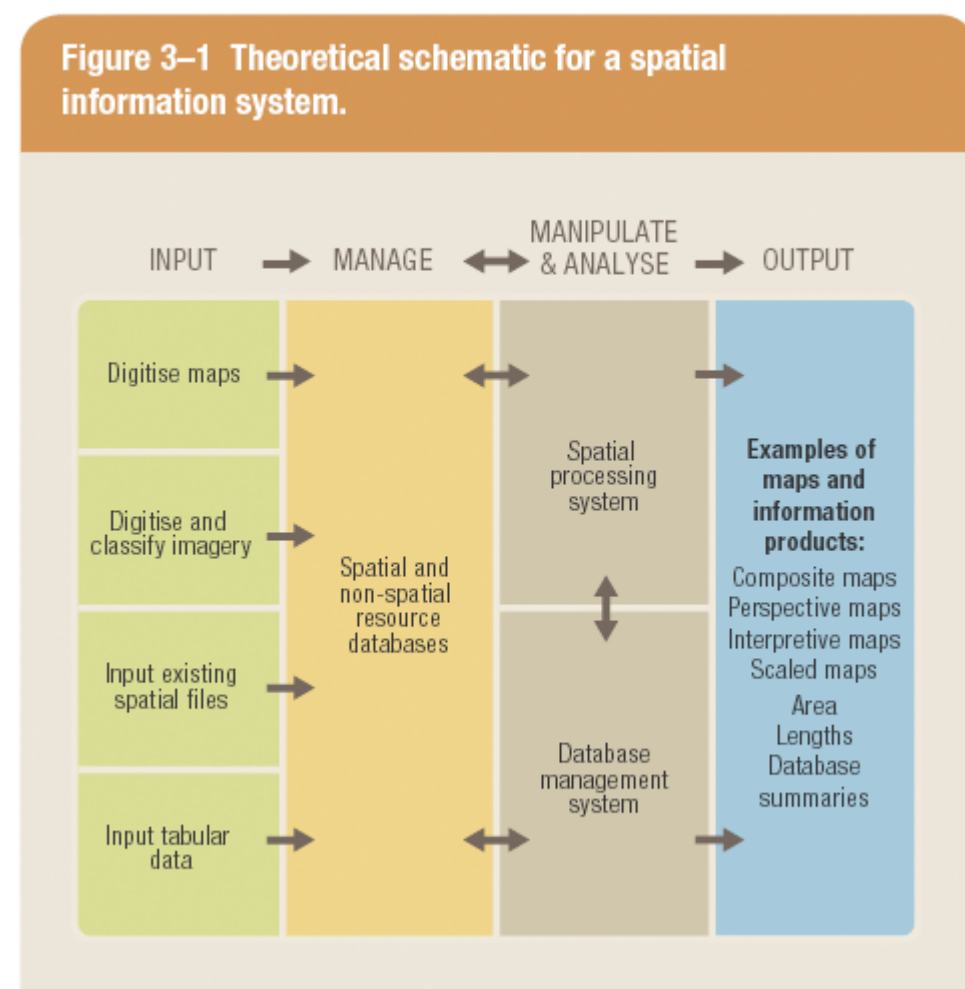 Figure 3–1 Theoretical schematic for a spatial
information system.
INPUT
MANAGE
MANIPULATE
& ANALYSE
OUTPUT
Digitise maps
Digitise and
classify imagery
Input existing
spatial files
Input tabular
data
Spatial and
non-spatial
resource
databases
Spatial
processing
system
Database
management
system
Examples of
maps and
information
products:
Composite maps
Perspective maps
Interpretive maps
Scaled maps
Area
Lengths
Database
summaries